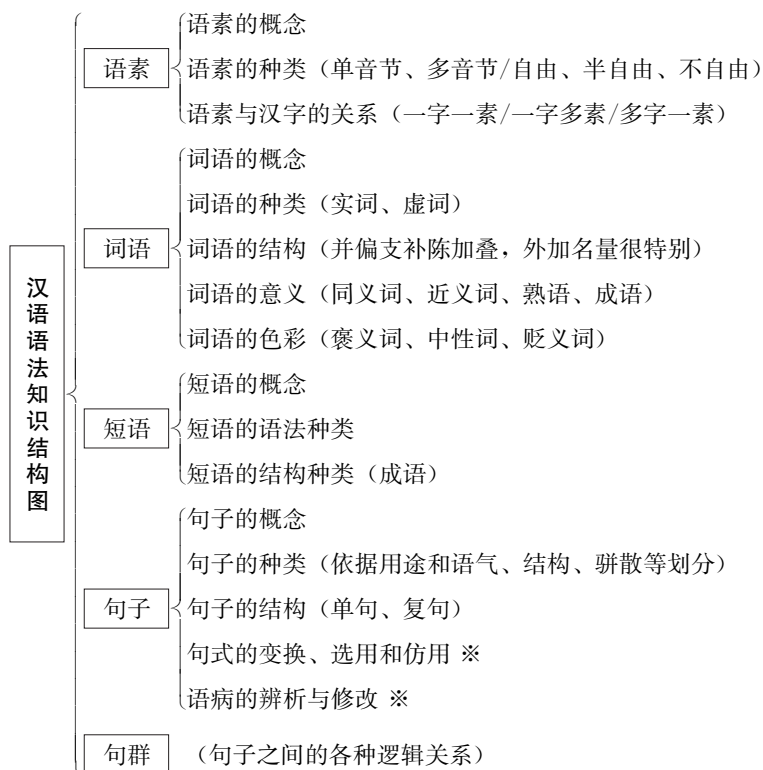 汉语语法知识结构图
语素
语素的概念
语素的种类（单音节、多音节/自由、半自由、不自由）
语素与汉字的关系（一字一素/一字多素/多字一素）
词语
词语的概念
词语的种类（实词、虚词）
词语的结构（并偏支补陈加叠，外加名量很特别）
词语的意义（同义词、近义词、熟语、成语）
词语的色彩（褒义词、中性词、贬义词）
短语
短语的概念
短语的语法种类
短语的结构种类（成语）
句子
句子的概念
句子的种类（依据用途和语气、结构、骈散等划分）
句子的结构（单句、复句）
句式的变换、选用和仿用 ※
语病的辨析与修改 ※
句群
（句子之间的各种逻辑关系）